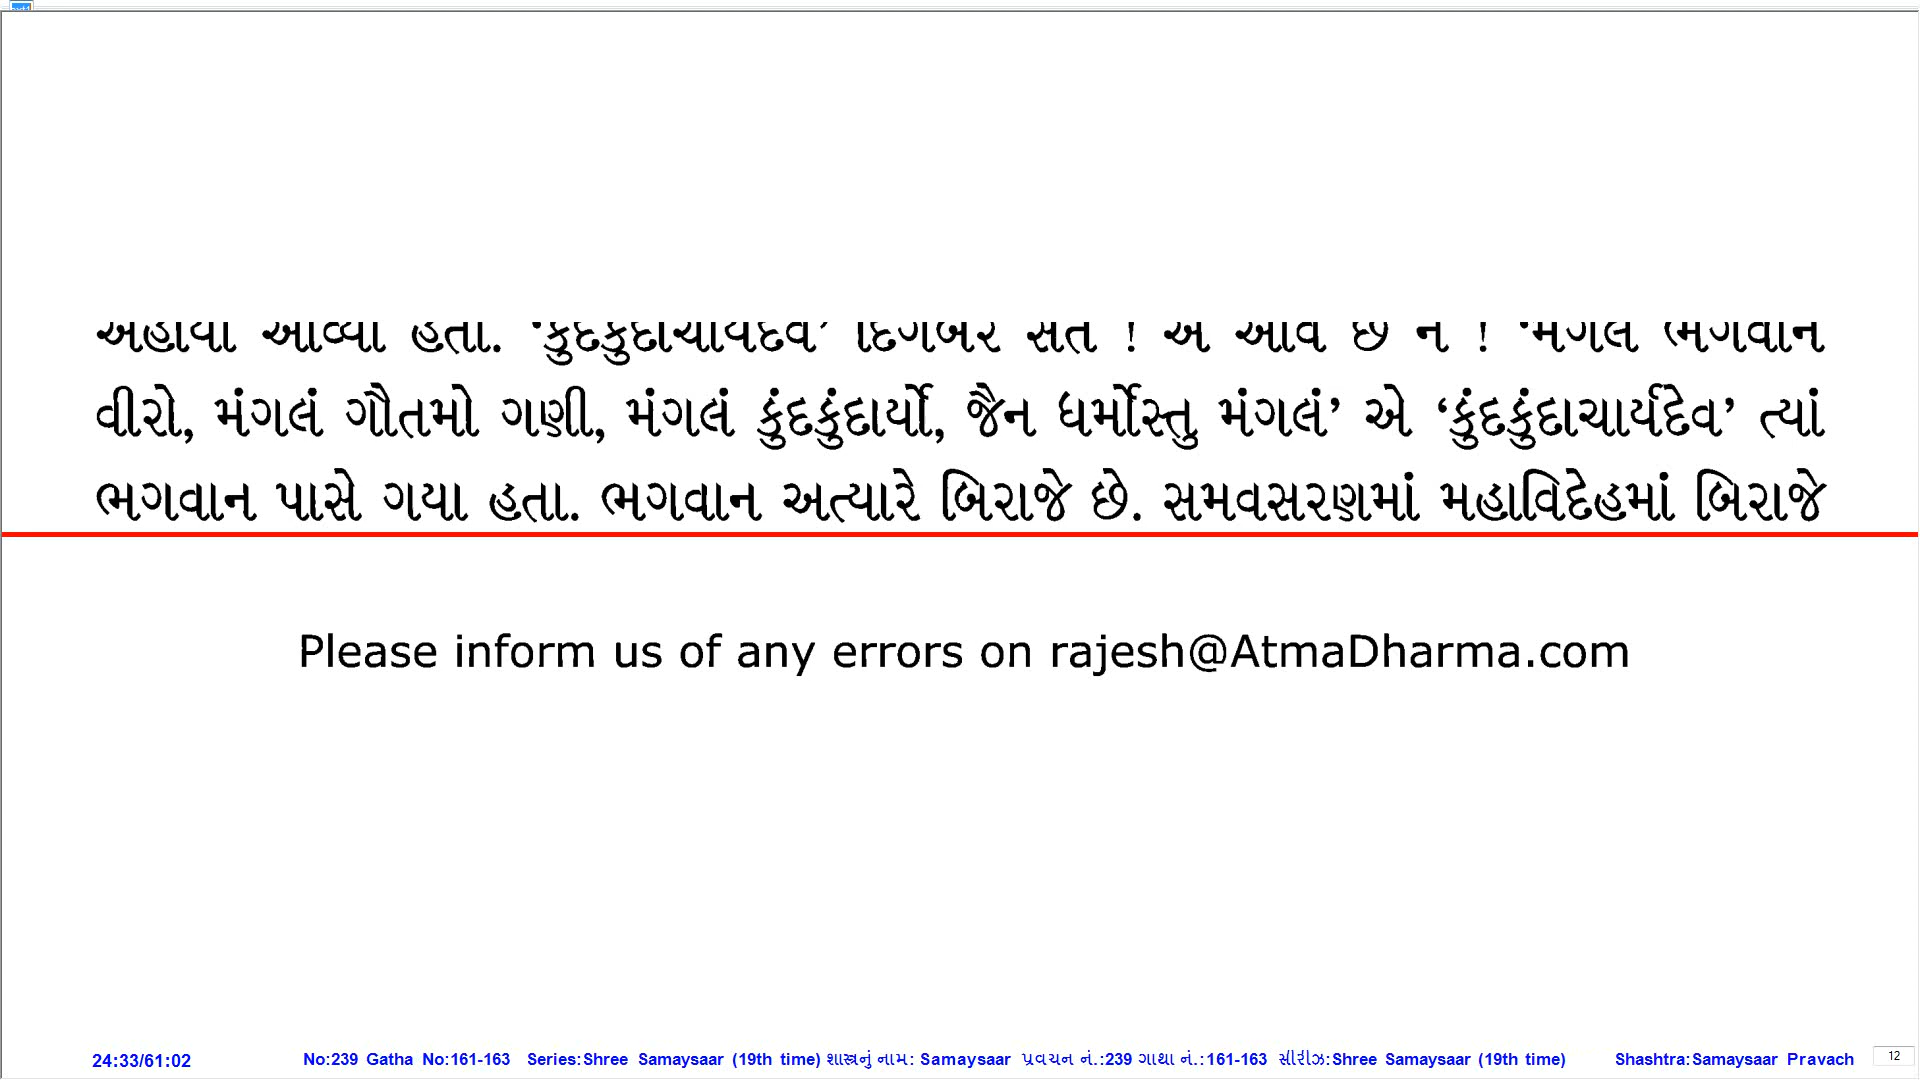 અહીંયાં આવ્યા હતા. ‘કુંદકુંદાચાર્યદેવ’ દિગંબર સંત ! એ આવે છે ને ! ‘મંગલં ભગવાન
વીરો, મંગલં ગૌતમો ગણી, મંગલં કુંદકુંદાર્યો, જૈન ધર્મોસ્તુ મંગલં’ એ ‘કુંદકુંદાચાર્યદેવ’ ત્યાં
ભગવાન પાસે ગયા હતા. ભગવાન અત્યારે બિરાજે છે. સમવસરણમાં મહાવિદેહમાં બિરાજે
Please inform us of any errors on rajesh@AtmaDharma.com
24:33/61:02 No:239 Gatha No:161-163 Series:Shree Samaysaar (19th time) શાસ્ત્રનું નામ: Samaysaar પ્રવચન નં.:239 ગાથા નં.:161-163 સીરીઝ:Shree Samaysaar (19th time) Shashtra:Samaysaar Pravach 12